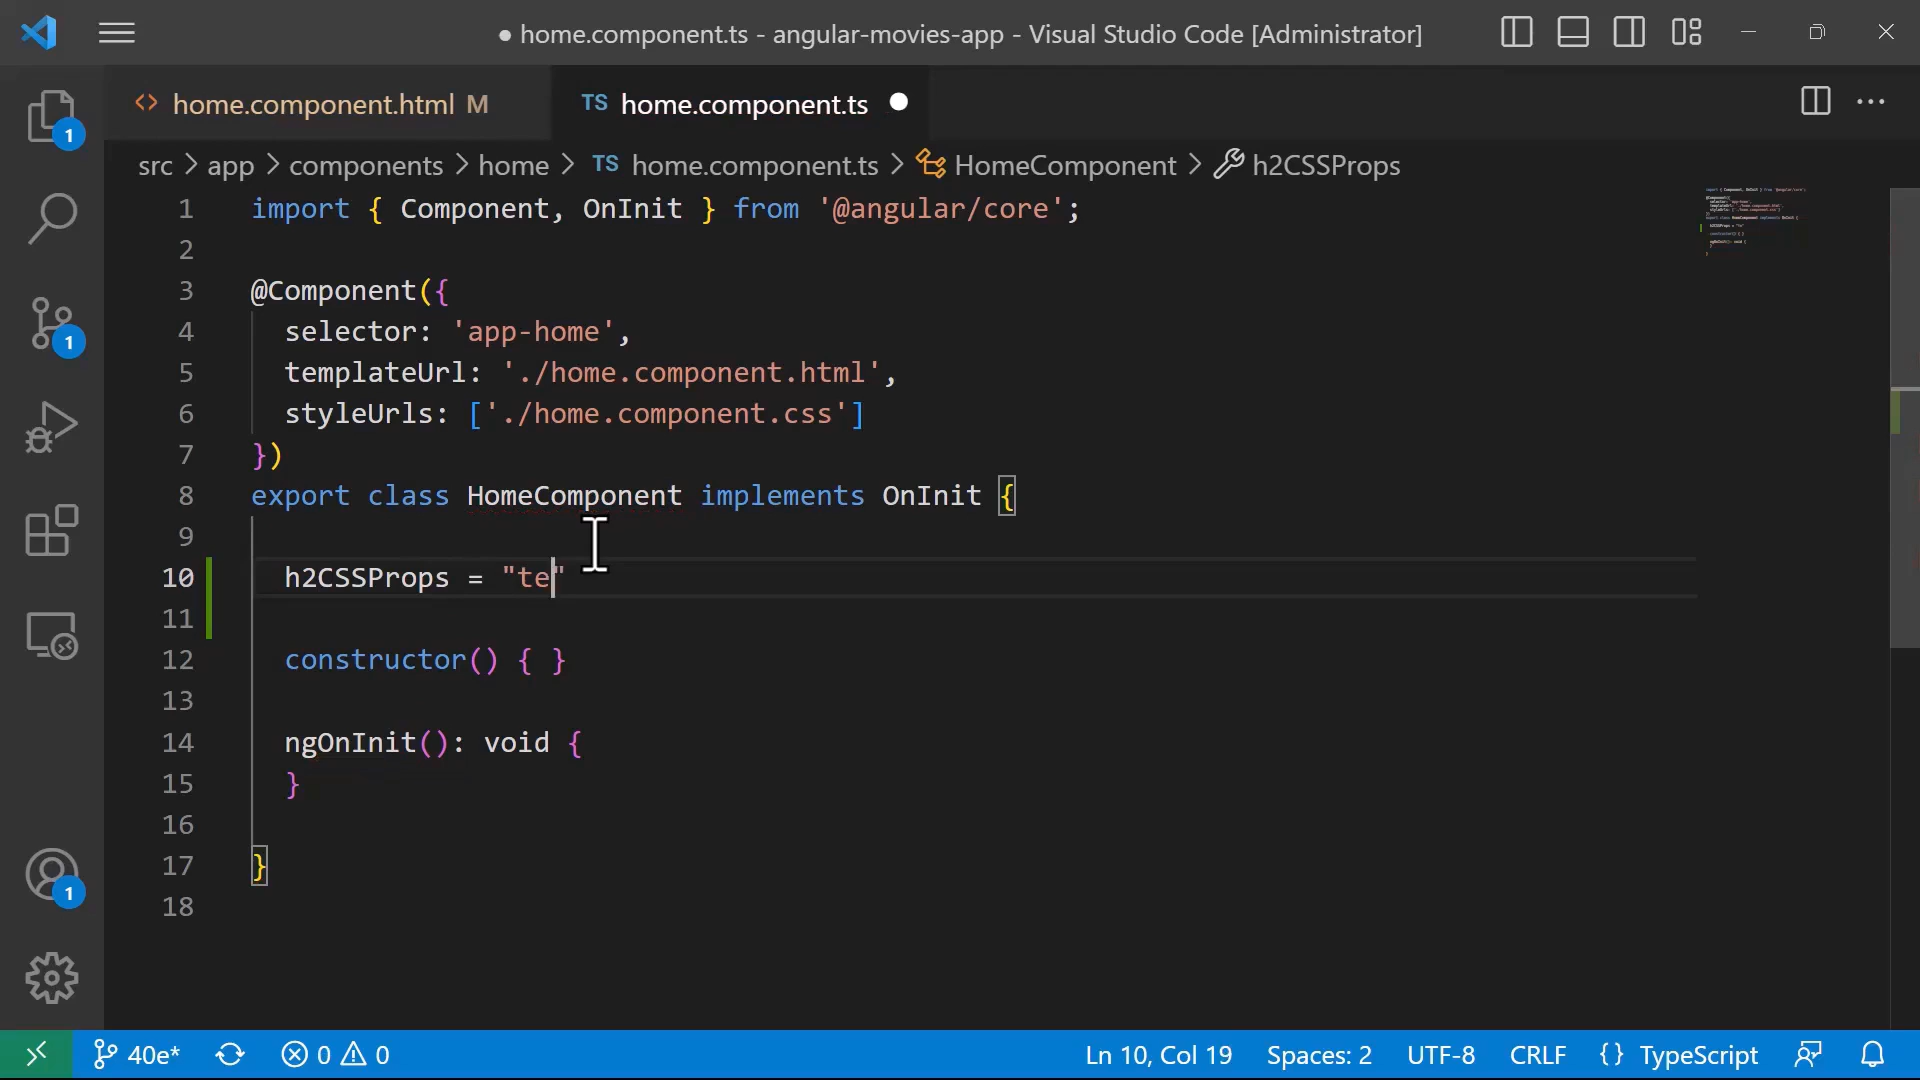 ● home.component.ts - angular-movies-app - Visual Studio Code [Administrator]
<> home.component.html M
TS home.component.ts ●
src > app > components > home > TS home.component.ts > HomeComponent > h2CSSProps
1 import { Component, OnInit } from '@angular/core';
2
3 @Component({
4 selector: 'app-home',
5 templateUrl: './home.component.html',
6 styleUrls: ['./home.component.css']
7 })
8 export class HomeComponent implements OnInit {
9
10 h2CSSProps = "te"
11
12 constructor() { }
13
14 ngOnInit(): void {
15 }
16
17 }
18
1
1
1
40e* 0 0 Ln 10, Col 19 Spaces: 2 UTF-8 CRLF {} TypeScript